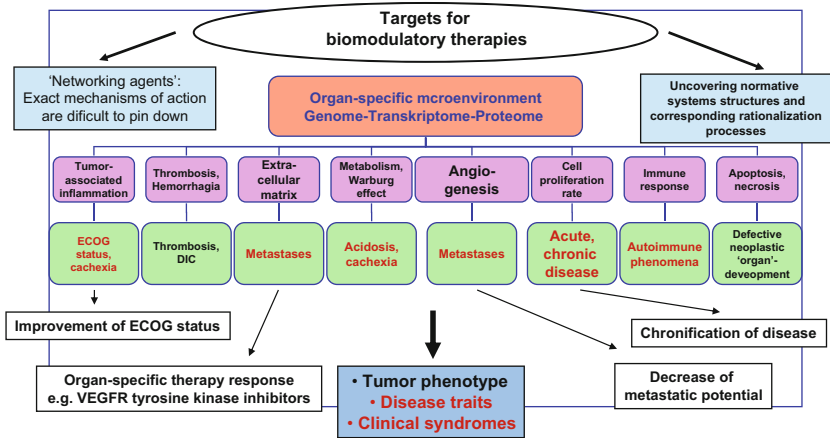 Targets for
biomodulatory therapies
‘Networking agents’:
Exact mechanisms of action
are dificult to pin down
Organ-specific mcroenvironment
Genome-Transkriptome-Proteome
Uncovering normative
systems structures and
corresponding rationalization
processes
Tumor-
associated
inflammation
Thrombosis,
Hemorrhagia
Extra-
cellular
matrix
Metabolism,
Warburg
effect
Angio-
genesis
Cell
proliferation
rate
Immune
response
Apoptosis,
necrosis
ECOG
status,
cachexia
Thrombosis,
DIC
Metastases
Acidosis,
cachexia
Metastases
Acute,
chronic
disease
Autoimmune
phenomena
Defective
neoplastic
‘organ’-
deveopment
Improvement of ECOG status
Chronification of disease
Organ-specific therapy response
e.g. VEGFR tyrosine kinase inhibitors
• Tumor phenotype
• Disease traits
• Clinical syndromes
Decrease of
metastatic potential